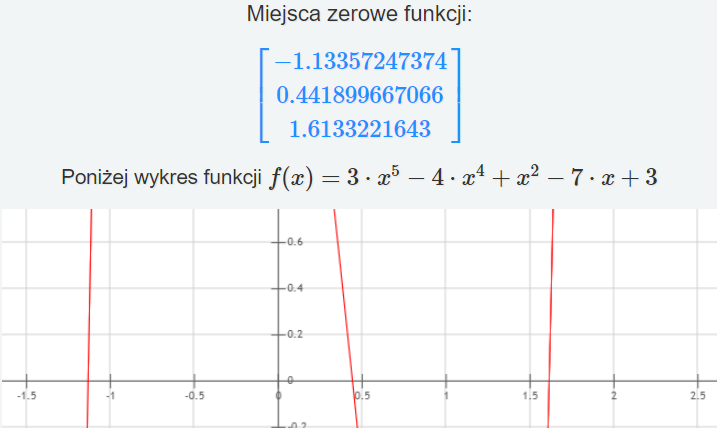 Miejsca zerowe funkcji:
−1.13357247374
0.441899667066
1.6133221643
Poniżej wykres funkcji f(x) = 3 · x⁵ − 4 · x⁴ + x² − 7 · x + 3
0.6
0.4
0.2
0
-1.5 -1 -0.5 0 0.5 1 1.5 2 2.5
-0.2